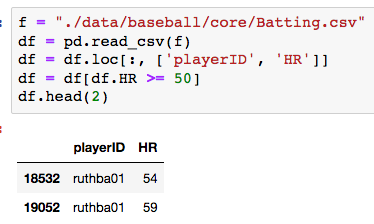 f = "./data/baseball/core/Batting.csv"
df = pd.read_csv(f)
df = df.loc[:, ['playerID', 'HR']]
df = df[df.HR >= 50]
df.head(2)
playerID HR
18532 ruthba01 54
19052 ruthba01 59